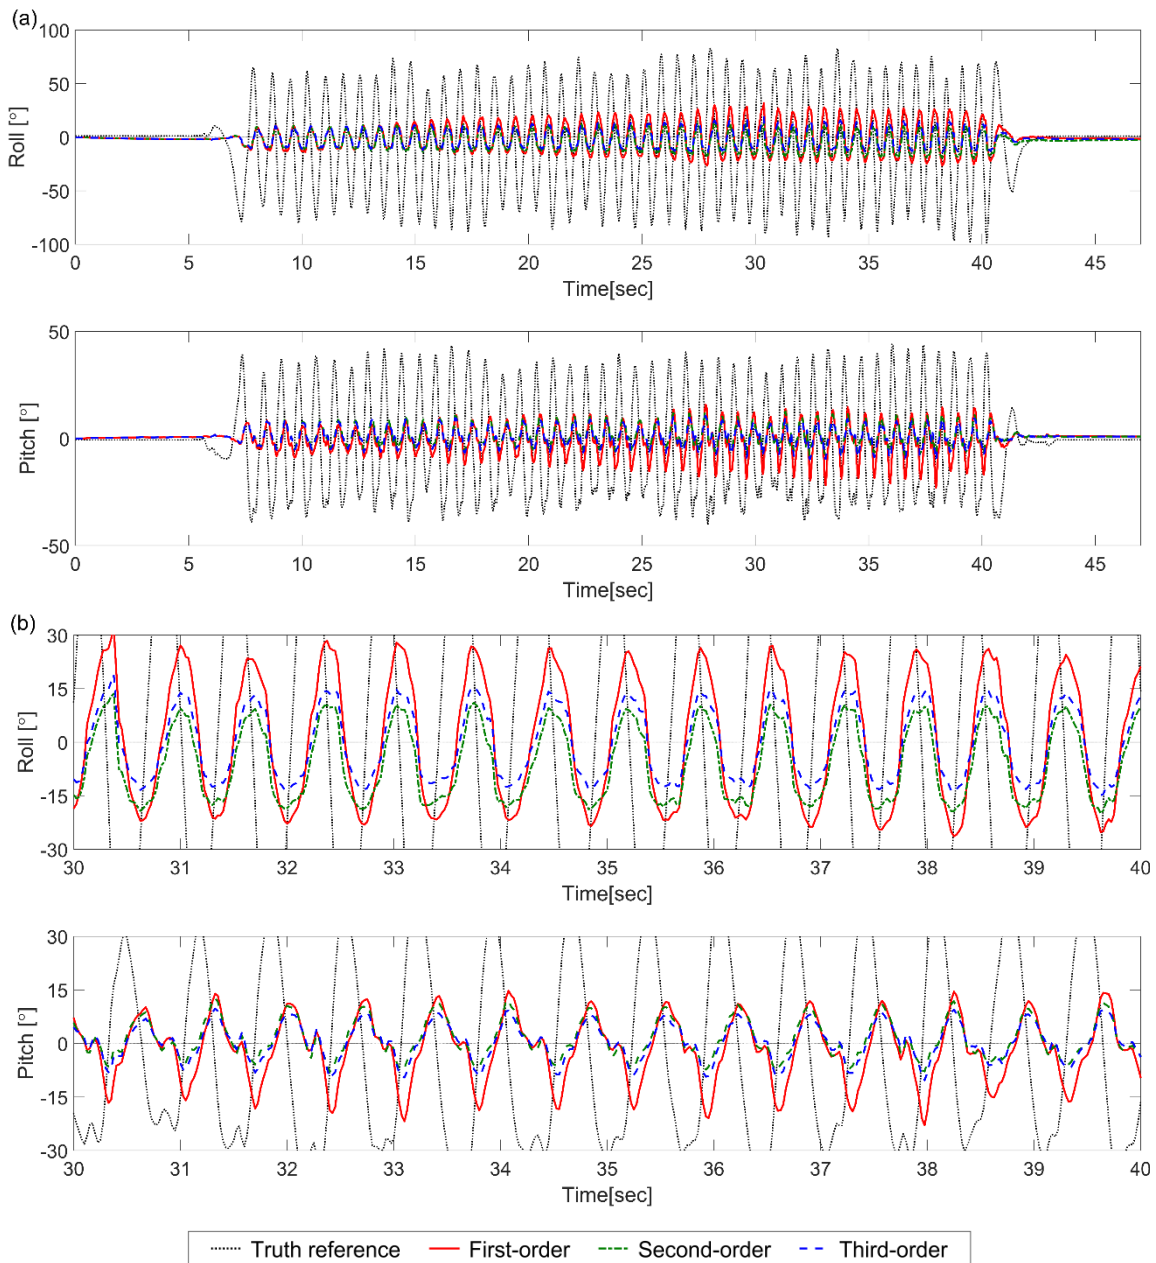 (a)
100
50
0
-50
-100
Roll [°]
0 5 10 15 20 25 30 35 40 45
Time[sec]
50
0
-50
Pitch [°]
0 5 10 15 20 25 30 35 40 45
Time[sec]
(b)
30
15
0
-15
-30
Roll [°]
30 31 32 33 34 35 36 37 38 39 40
Time[sec]
30
15
0
-15
-30
Pitch [°]
30 31 32 33 34 35 36 37 38 39 40
Time[sec]
Truth reference First-order Second-order Third-order